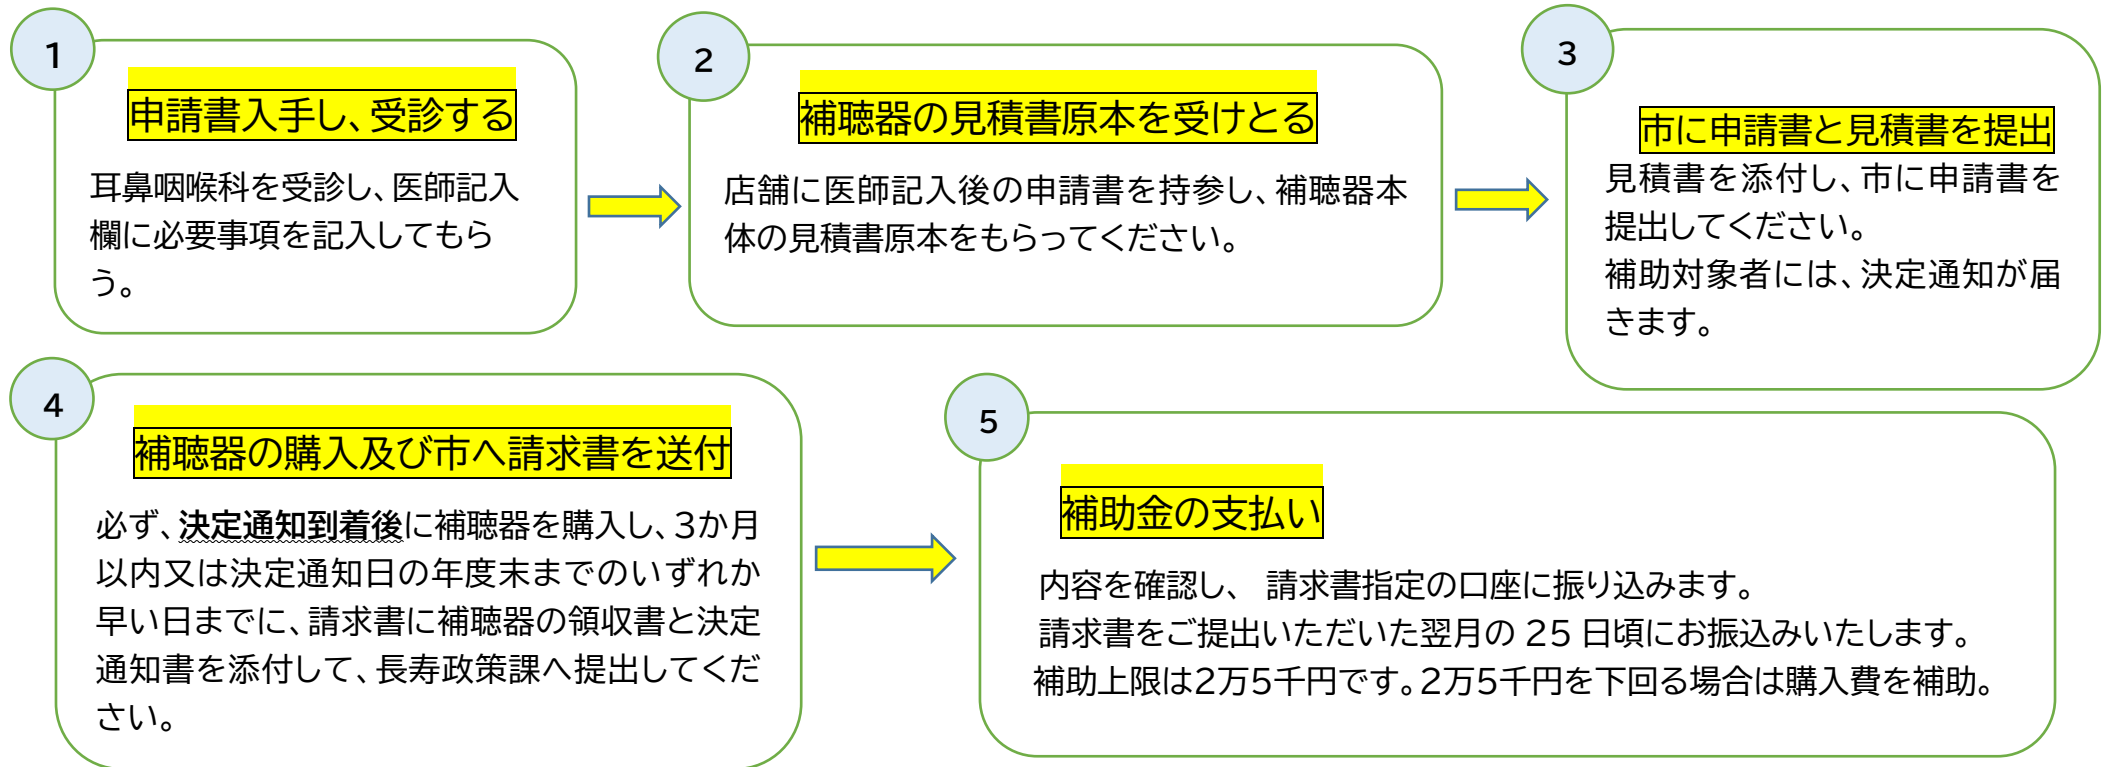 1
申請書入手し、受診する
耳鼻咽喉科を受診し、医師記入
欄に必要事項を記入してもら
う。
2
補聴器の見積書原本を受けとる
店舗に医師記入後の申請書を持参し、補聴器本
体の見積書原本をもらってください。
3
市に申請書と見積書を提出
見積書を添付し、市に申請書を
提出してください。
補助対象者には、決定通知が届
きます。
4
補聴器の購入及び市へ請求書を送付
必ず、決定通知到着後に補聴器を購入し、3か月
以内又は決定通知日の年度末までのいずれか
早い日までに、請求書に補聴器の領収書と決定
通知書を添付して、長寿政策課へ提出してくだ
さい。
5
補助金の支払い
内容を確認し、 請求書指定の口座に振り込みます。
請求書をご提出いただいた翌月の 25 日頃にお振込みいたします。
補助上限は2万5千円です。2万5千円を下回る場合は購入費を補助。